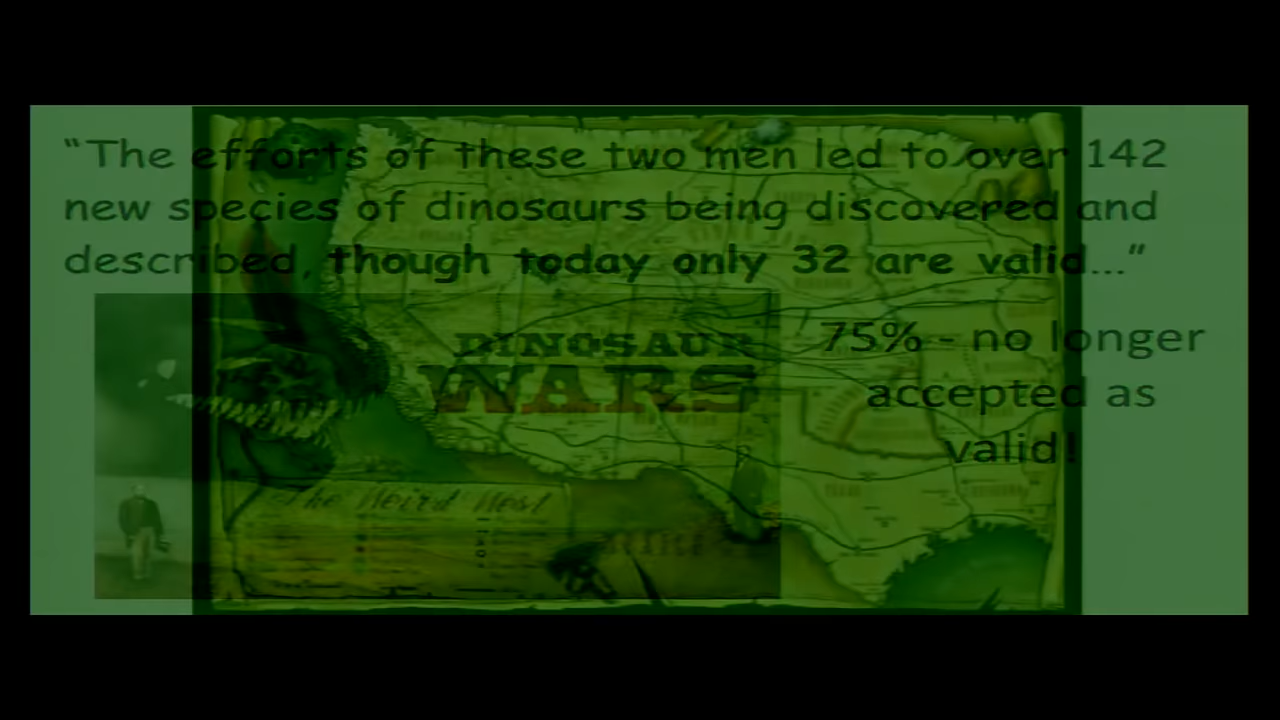 “The efforts of these two men led to over 142
new species of dinosaurs being discovered and
described, though today only 32 are valid...”
75% - no longer
accepted as
valid!
DINOSAUR
WARS
The Weird West